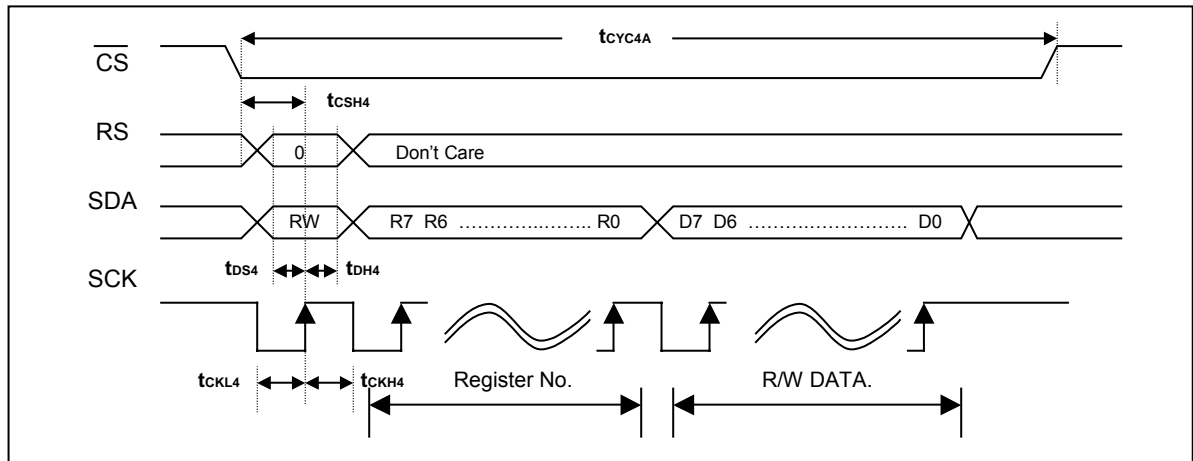 tCYC4A
CS
tCSH4
RS
0 Don't Care
SDA
RW R7 R6 ........................ R0 D7 D6 ............................ D0
tDS4 tDH4
SCK
tCKL4 tCKH4 Register No. R/W DATA.